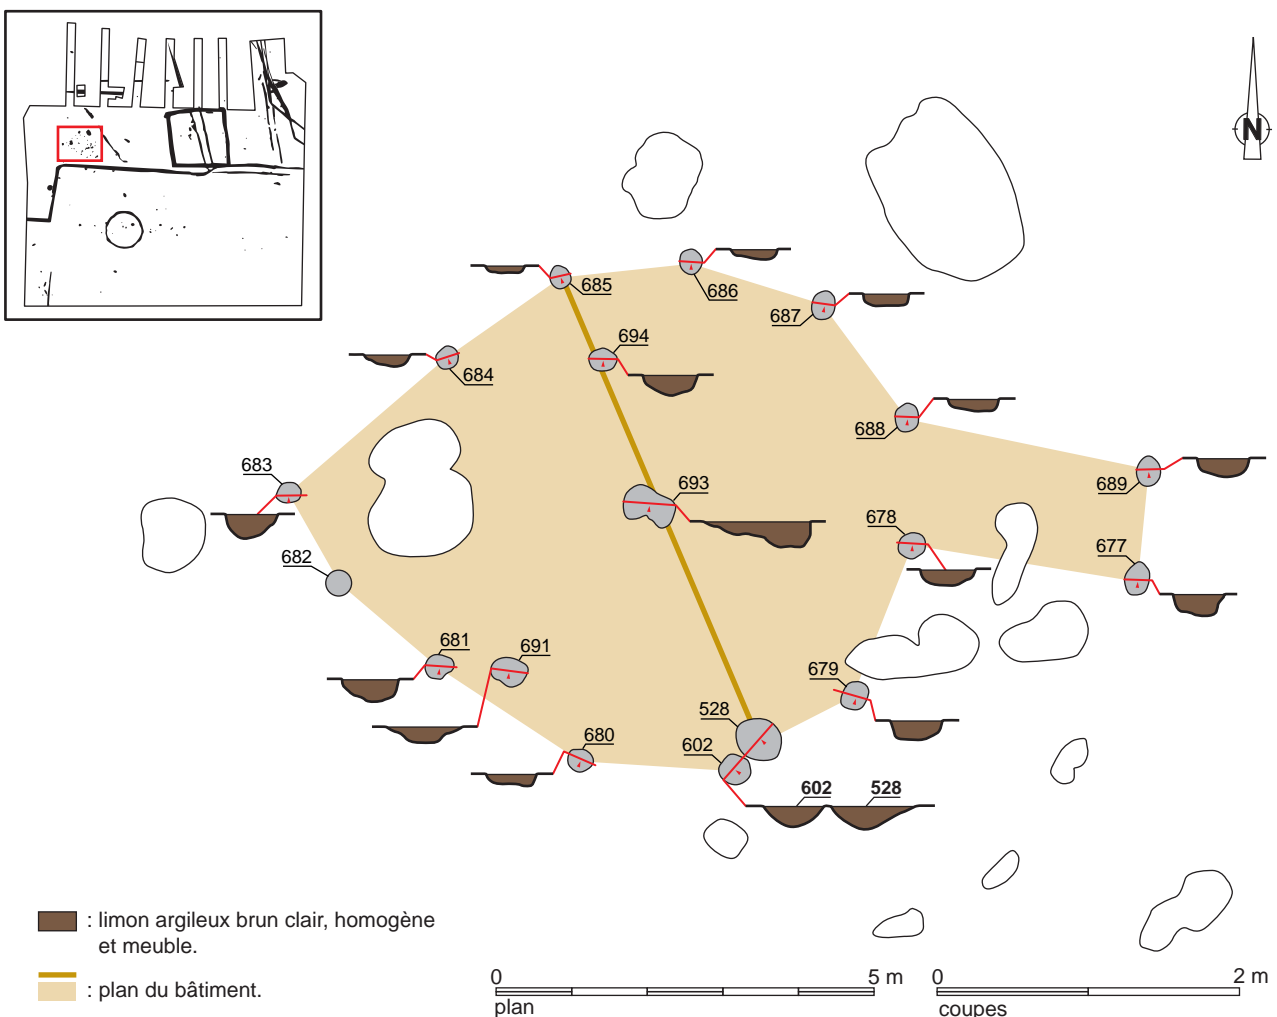 N
685
686
687
694
684
688
683
689
693
678
682
677
681
691
679
528
680
602
602 528
: limon argileux brun clair, homogène
et meuble.
: plan du bâtiment.
0 5 m
plan
0 2 m
coupes